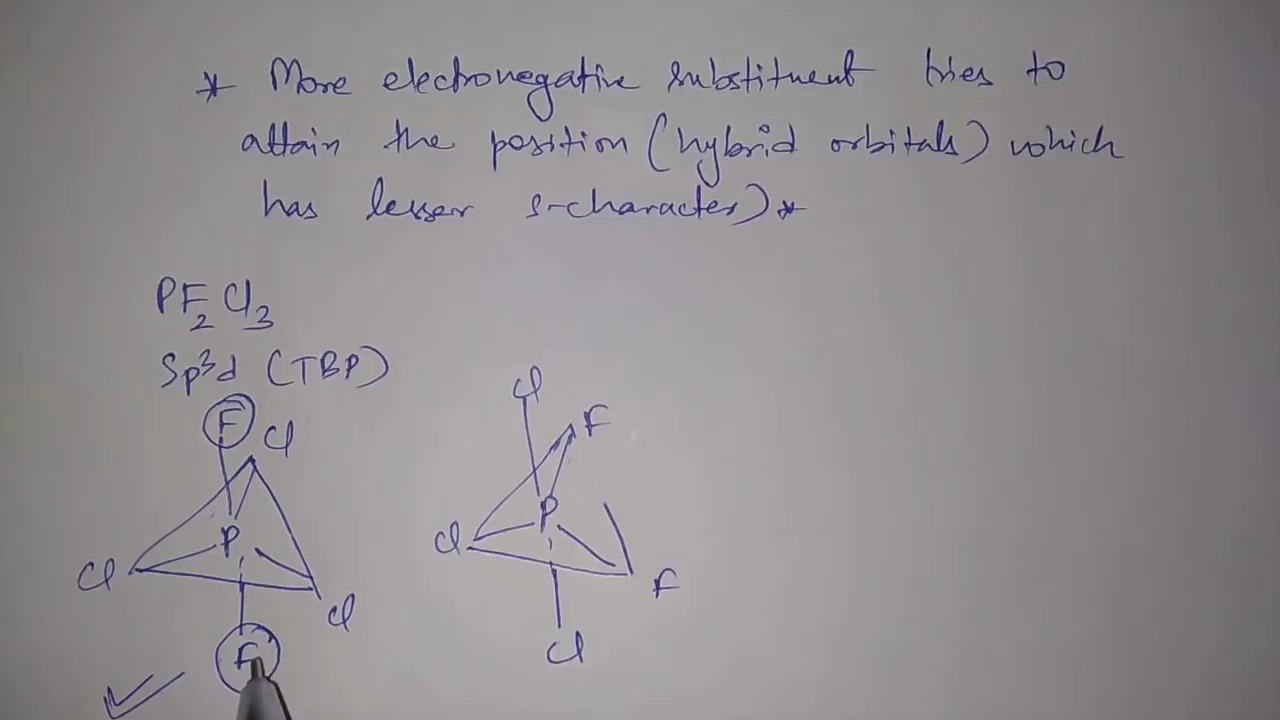 * More electronegative substituent tries to
attain the position (hybrid orbitals) which
has lesser s-character) *
PF₂Cl₃
Sp³d (TBP)
F
Cl
P
Cl
Cl
F
Cl
F
P
Cl
F
Cl